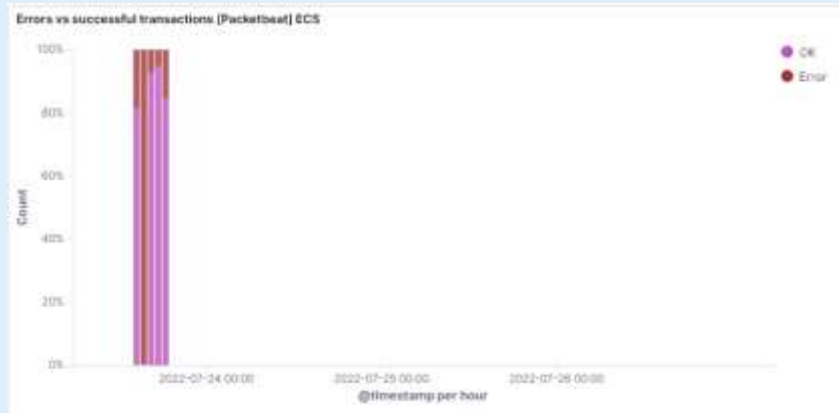 Errors vs successful transactions [Packetbeat] ECS
100%
80%
60%
40%
20%
0%
Count
OK
Error
2022-07-24 00:00
2022-07-25 00:00
2022-07-26 00:00
@timestamp per hour